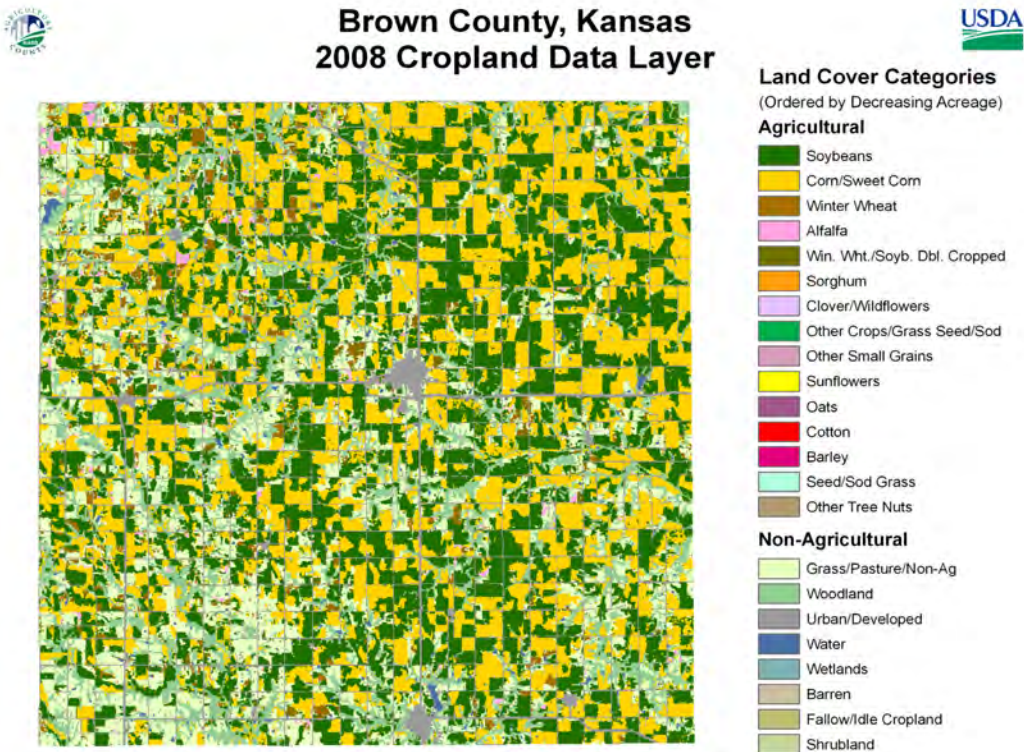 Brown County, Kansas
2008 Cropland Data Layer
USDA
Land Cover Categories
(Ordered by Decreasing Acreage)
Agricultural
Soybeans
Corn/Sweet Corn
Winter Wheat
Alfalfa
Win. Wht./Soyb. Dbl. Cropped
Sorghum
Clover/Wildflowers
Other Crops/Grass Seed/Sod
Other Small Grains
Sunflowers
Oats
Cotton
Barley
Seed/Sod Grass
Other Tree Nuts
Non-Agricultural
Grass/Pasture/Non-Ag
Woodland
Urban/Developed
Water
Wetlands
Barren
Fallow/Idle Cropland
Shrubland